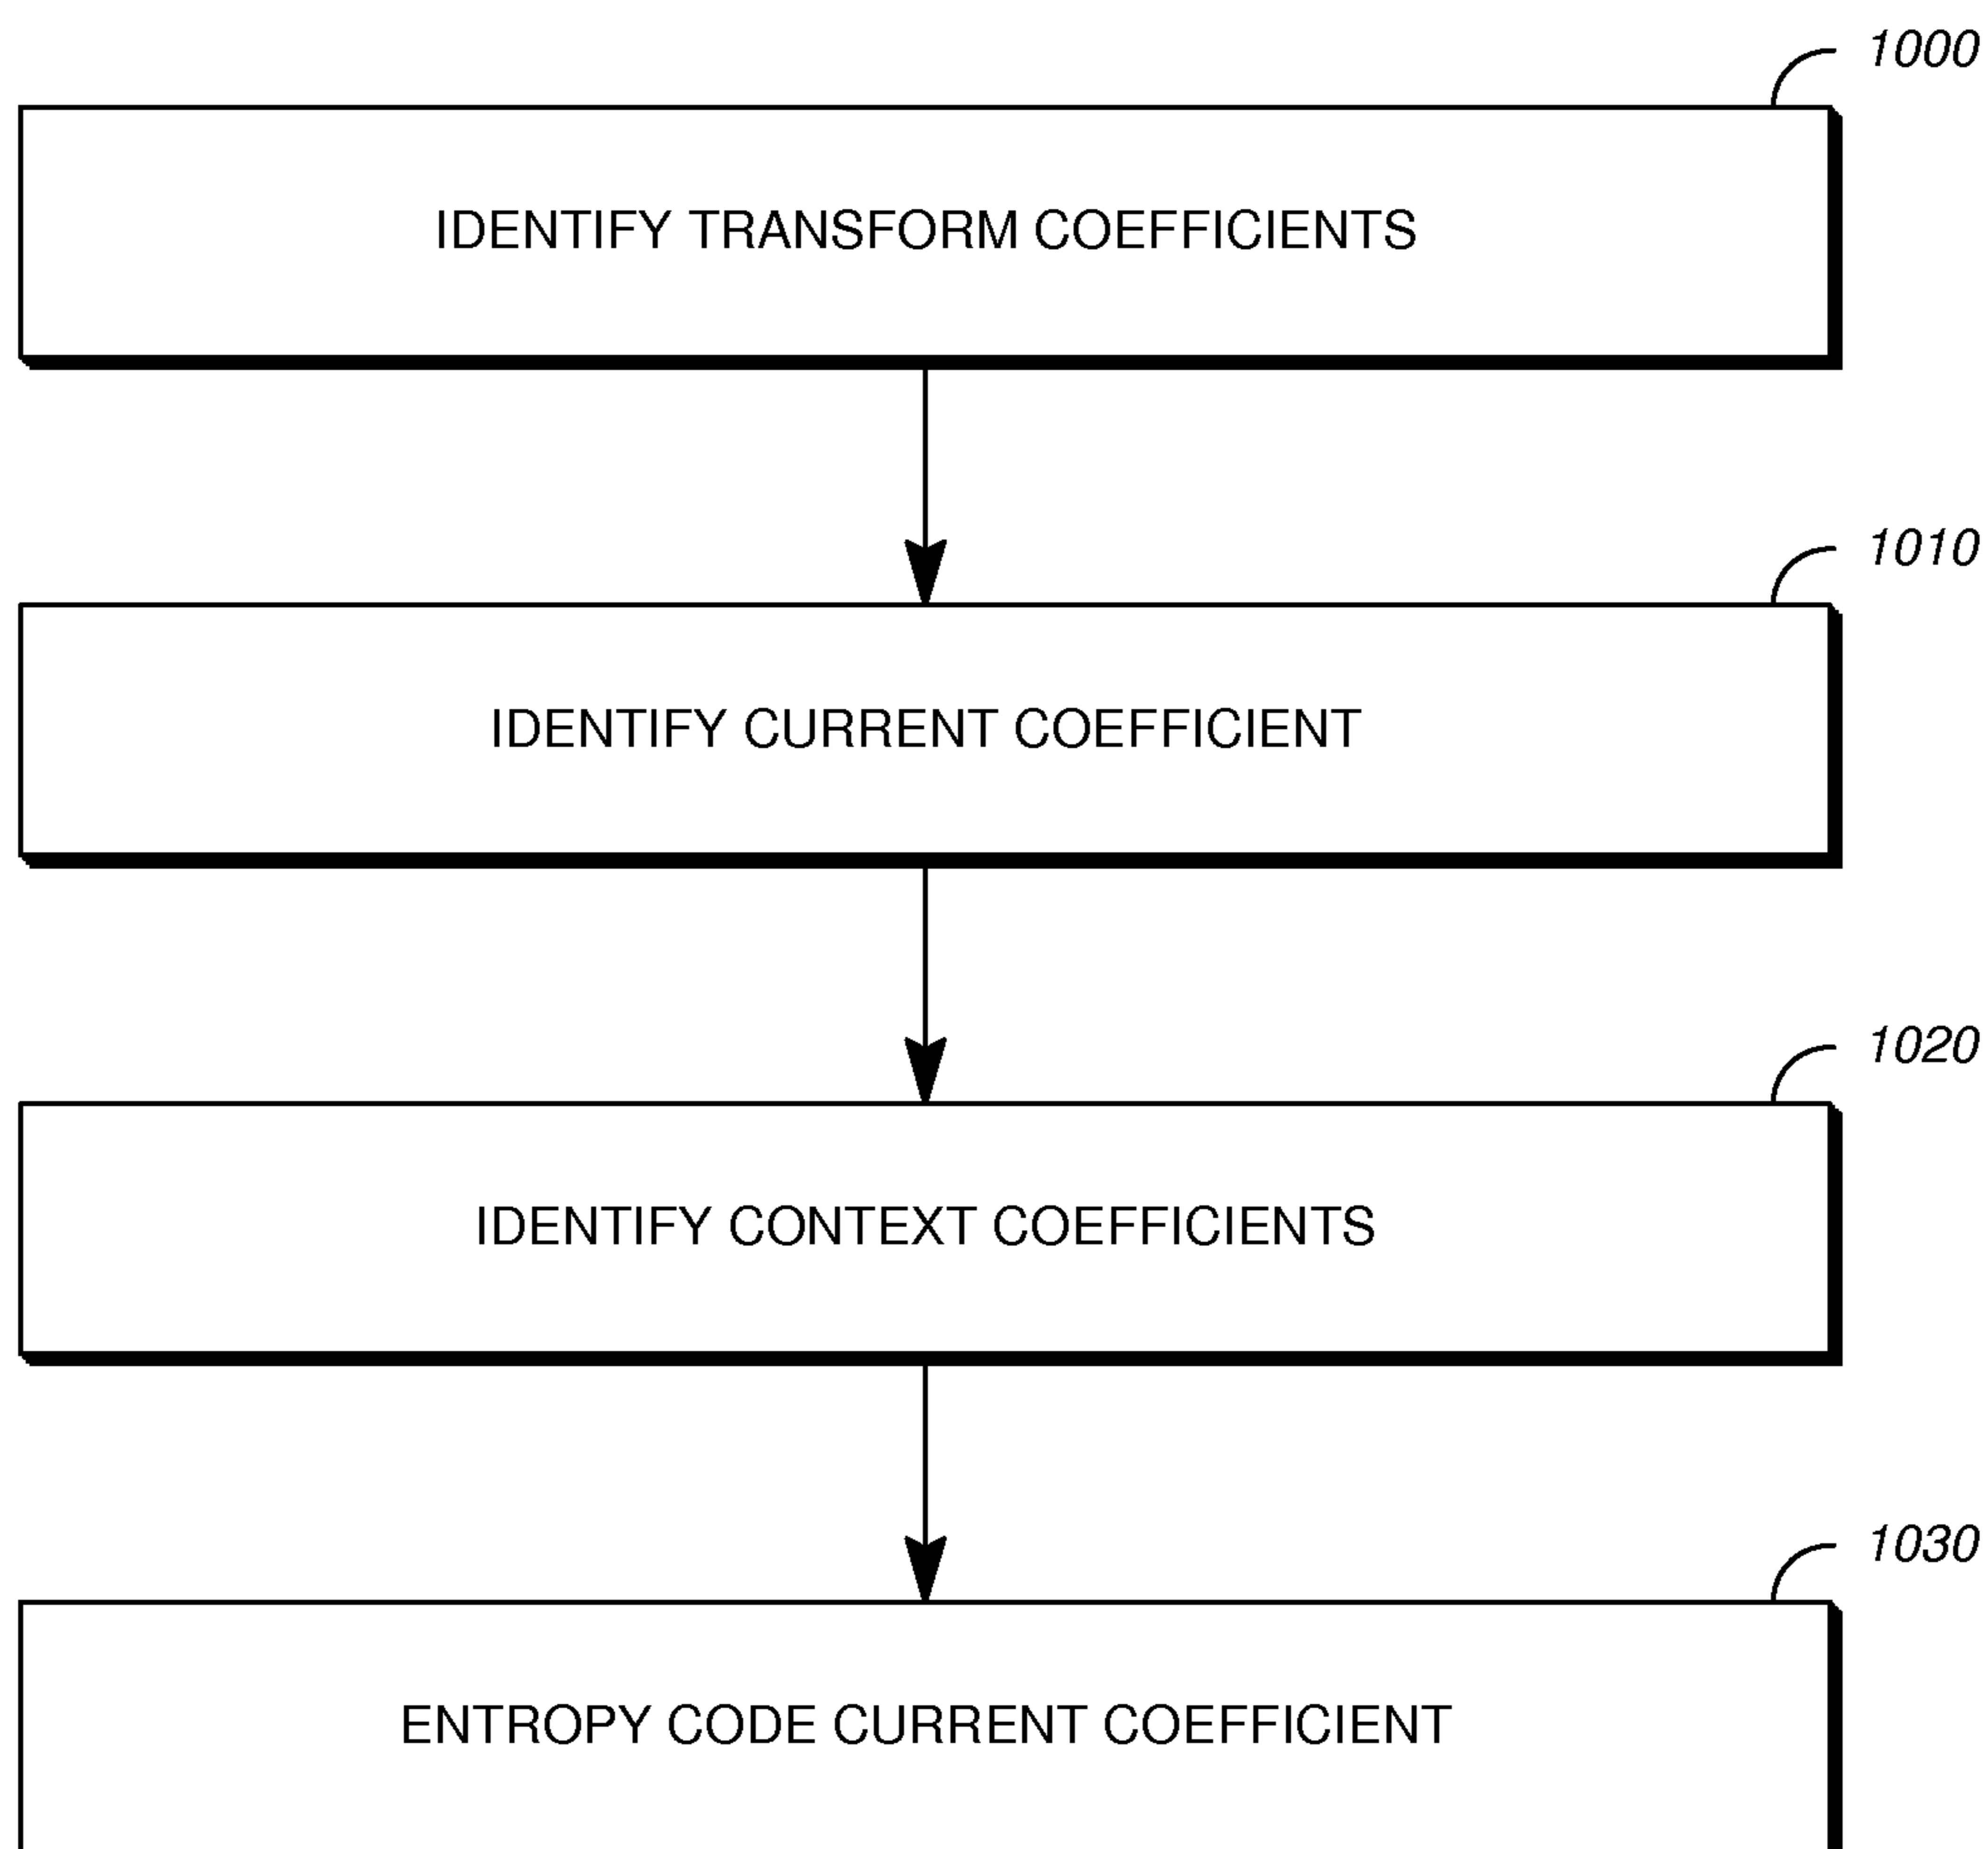 1000
IDENTIFY TRANSFORM COEFFICIENTS
1010
IDENTIFY CURRENT COEFFICIENT
1020
IDENTIFY CONTEXT COEFFICIENTS
1030
ENTROPY CODE CURRENT COEFFICIENT